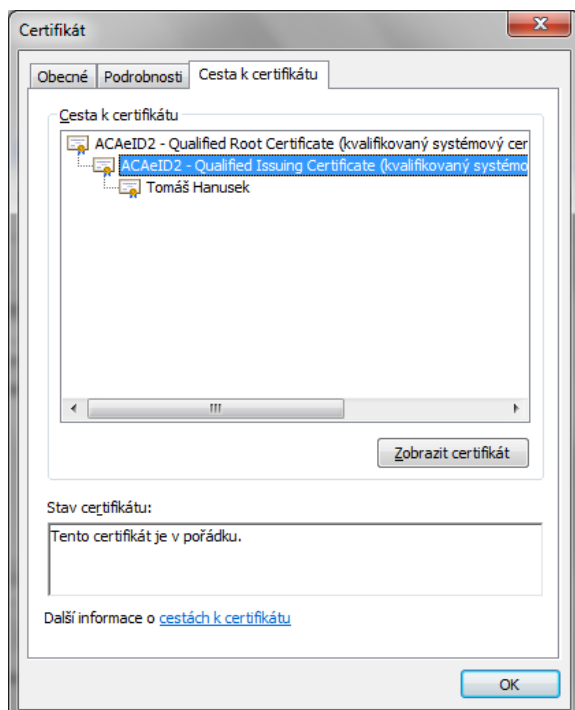 Certifikát
Obecné Podrobnosti Cesta k certifikátu
Cesta k certifikátu
ACAeID2 - Qualified Root Certificate (kvalifikovaný systémový cer
ACAeID2 - Qualified Issuing Certificate (kvalifikovaný systémo
Tomáš Hanusek
Zobrazit certifikát
Stav certifikátu:
Tento certifikát je v pořádku.
Další informace o cestách k certifikátu
OK